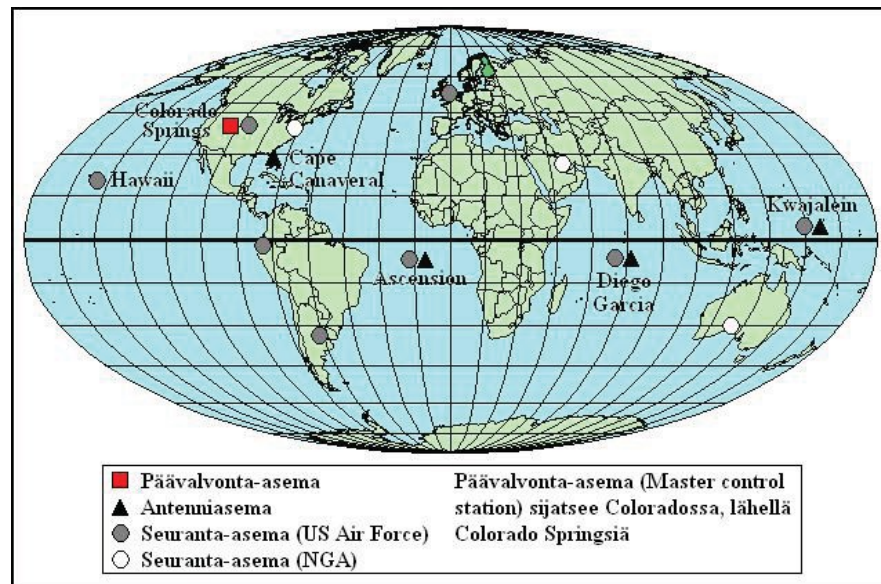 Colorado
Springs
Cape
Canaveral
Hawaii
Kwajalein
Ascension
Diego
Garcia
Päävalvonta-asema
Antenniasema
Seuranta-asema (US Air Force)
Seuranta-asema (NGA)
Päävalvonta-asema (Master control
station) sijatsee Coloradossa, lähellä
Colorado Springsiä